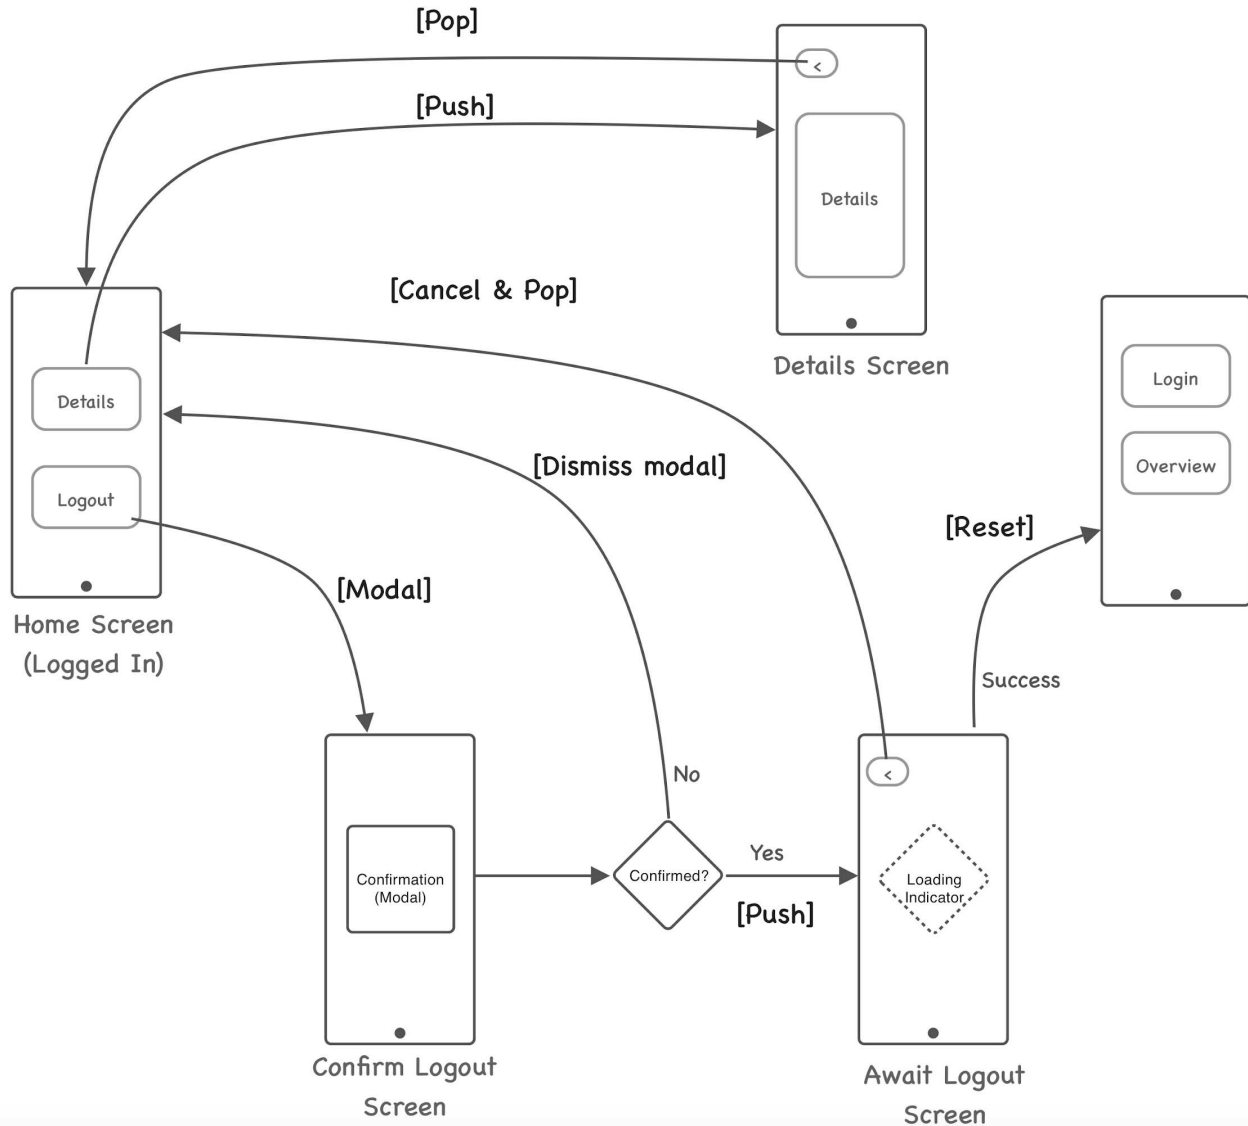 [Pop]
<
[Push]
Details
Details Screen
[Cancel & Pop]
Details
Logout
Home Screen
(Logged In)
[Dismiss modal]
[Modal]
Login
Overview
[Reset]
Success
No
Confirmation
(Modal)
Confirmed?
Yes
[Push]
<
Loading
Indicator
Confirm Logout
Screen
Await Logout
Screen